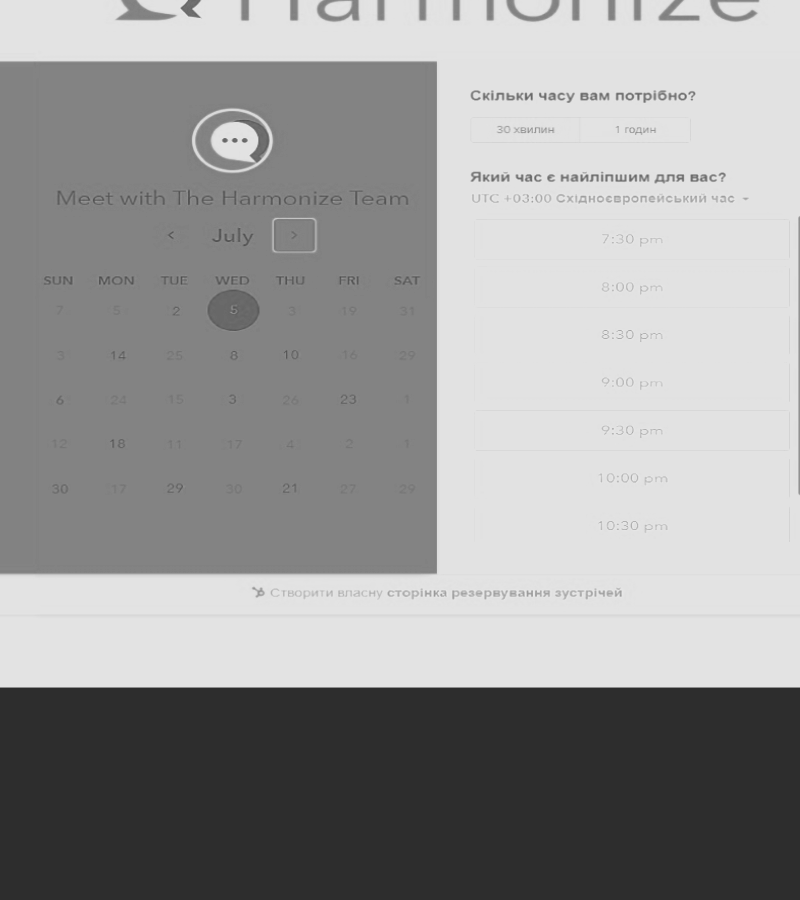 Harmonize
Meet with The Harmonize Team
July
SUN MON TUE WED THU FRI SAT
7 5 2 5 3 19 31
3 14 25 8 10 16 29
6 24 15 3 26 23 1
12 18 11 17 4 2 1
30 17 29 30 21 27 29
Скільки часу вам потрібно?
30 хвилин 1 годин
Який час є найліпшим для вас?
UTC +03:00 Східноєвропейський час
7:30 pm
8:00 pm
8:30 pm
9:00 pm
9:30 pm
10:00 pm
10:30 pm
Створити власну сторінка резервування зустрічей